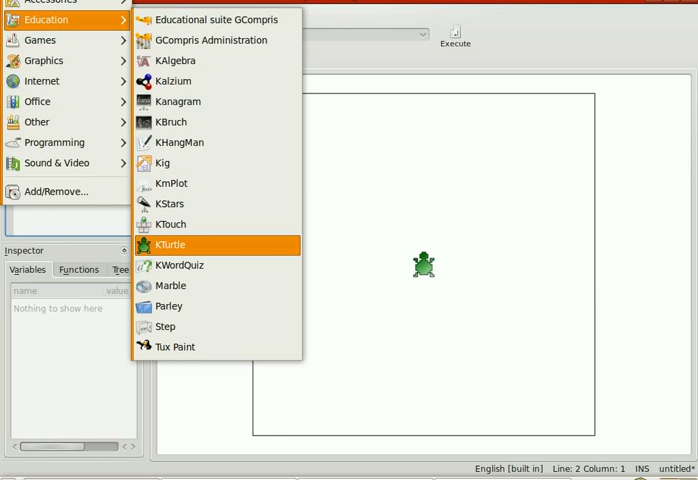 Accessories
Education
Games
Graphics
Internet
Office
Other
Programming
Sound & Video
Add/Remove...
Educational suite GCompris
GCompris Administration
KAlgebra
Kalzium
Kanagram
KBruch
KHangMan
Kig
KmPlot
KStars
KTouch
KTurtle
KWordQuiz
Marble
Parley
Step
Tux Paint
Execute
Inspector
Variables Functions Tree
name value
Nothing to show here
English [built in] Line: 2 Column: 1 INS untitled*